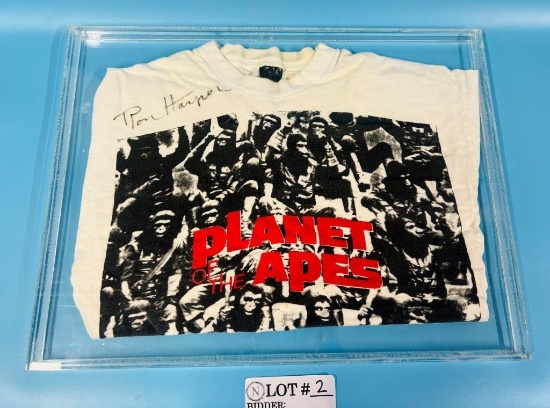 Ron Harper
PLANET
OF THE APES
N LOT # 2
BIDDER: